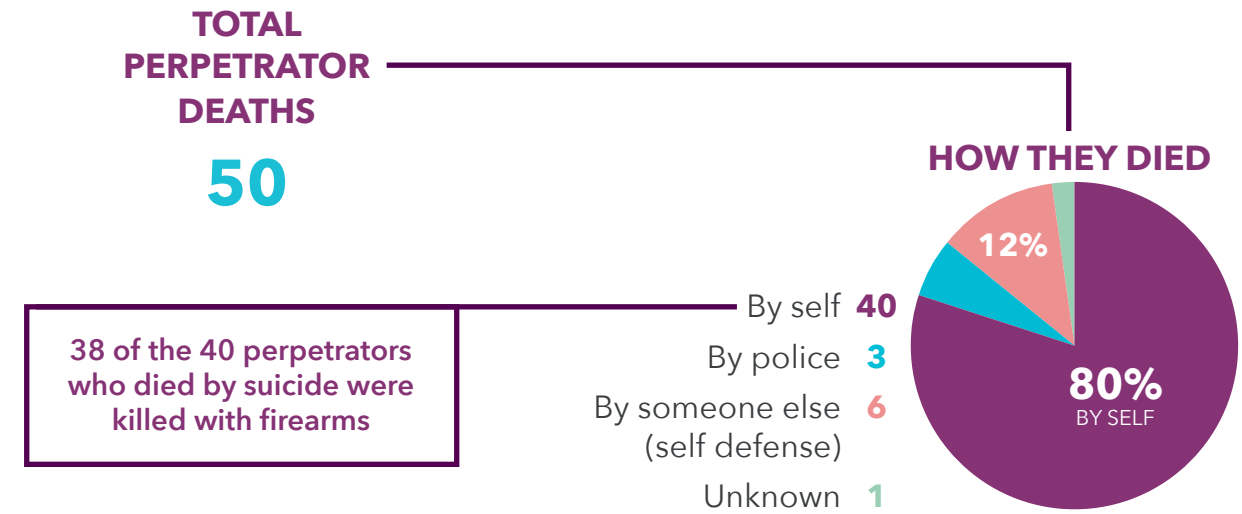 TOTAL
PERPETRATOR
DEATHS
50
HOW THEY DIED
12%
80%
BY SELF
By self 40
By police 3
By someone else 6
(self defense)
Unknown 1
38 of the 40 perpetrators
who died by suicide were
killed with firearms